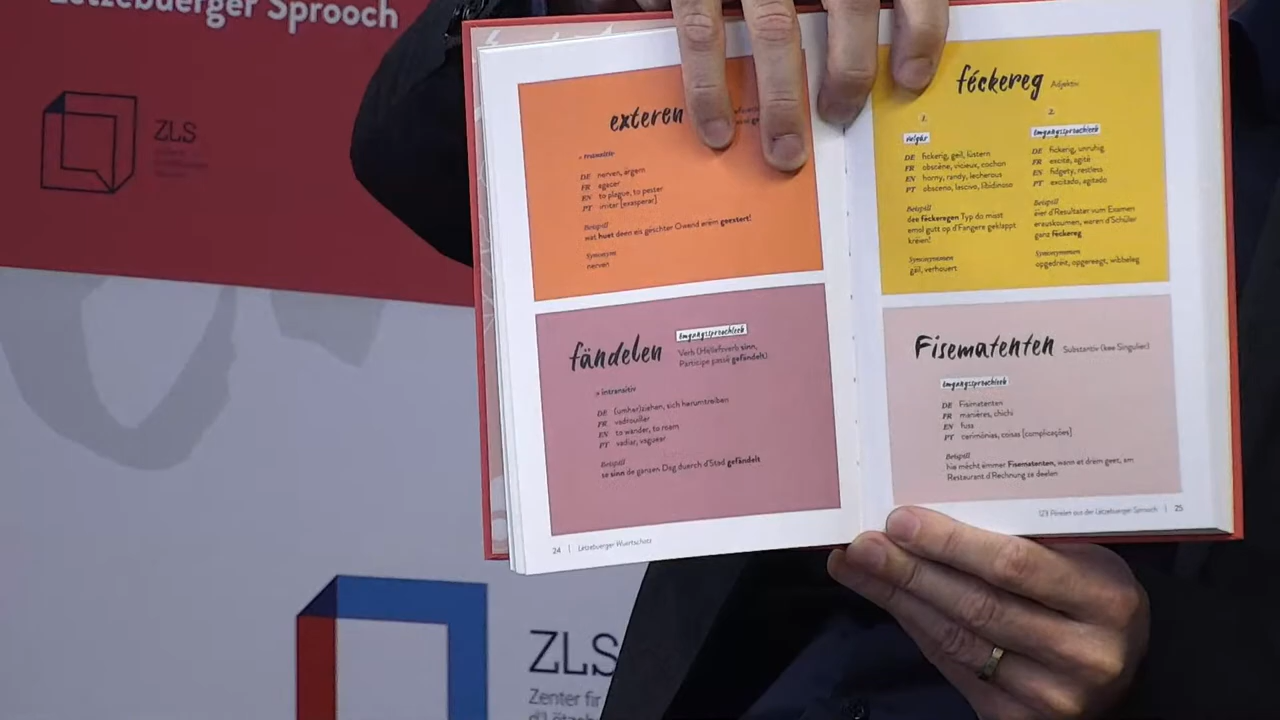 Lëtzebuerger Sprooch
ZLS
exteren
» transitiv
DE nerven, ärgern
FR agacer
EN to plague, to pester
PT irritar [exasperar]
Beispill
wat huet deen eis gëschter Owend erëm geextert!
Synonym
nerven
fändelen
Ëmgangssproochlech
Verb (Hëllefsverb sinn,
Participe passé gefändelt)
» intransitiv
DE (umher)ziehen, sich herumtreiben
FR vadrouiller
EN to wander, to roam
PT vadiar, vaguear
Beispill
se sinn de ganzen Dag duerch d'Stad gefändelt
24 | Lëtzebuerger Wuertschatz
féckereg Adjektiv
1.
vulgär
DE fickerig, geil, lüstern
FR obscène, vicieux, cochon
EN horny, randy, lecherous
PT obsceno, lascivo, libidinoso
Beispill
dee féckeregen Typ do misst
emol gutt op d'Fangere geklappt
kréien!
Synonymmen
gäil, verhouert
2.
Ëmgangssproochlech
DE fickerig, unruhig
FR excité, agité
EN fidgety, restless
PT excitado, agitado
Beispill
éier d'Resultater vum Examen
erauskoumen, waren d'Schüler
ganz féckereg
Synonymmen
opgedréit, opgereegt, wibbeleg
Fisematenten Substantiv (kee Singulier)
Ëmgangssproochlech
DE Fisimatenten
FR manières, chichi
EN fuss
PT cerimónias, coisas [complicações]
Beispill
hie mécht ëmmer Fisematenten, wann et drëm geet, am
Restaurant d'Rechnung ze deelen
123 Pärelen aus der Lëtzebuerger Sprooch | 25
ZLS
Zenter fir